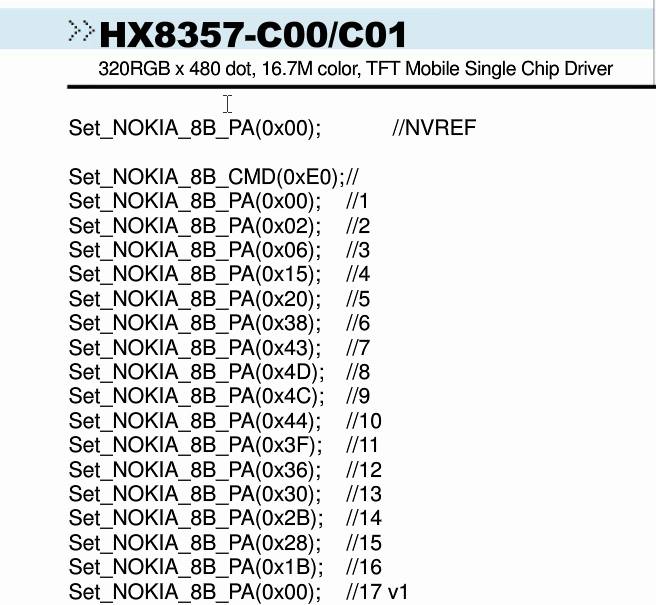 HX8357-C00/C01
320RGB x 480 dot, 16.7M color, TFT Mobile Single Chip Driver
Set_NOKIA_8B_PA(0x00); //NVREF
Set_NOKIA_8B_CMD(0xE0);//
Set_NOKIA_8B_PA(0x00); //1
Set_NOKIA_8B_PA(0x02); //2
Set_NOKIA_8B_PA(0x06); //3
Set_NOKIA_8B_PA(0x15); //4
Set_NOKIA_8B_PA(0x20); //5
Set_NOKIA_8B_PA(0x38); //6
Set_NOKIA_8B_PA(0x43); //7
Set_NOKIA_8B_PA(0x4D); //8
Set_NOKIA_8B_PA(0x4C); //9
Set_NOKIA_8B_PA(0x44); //10
Set_NOKIA_8B_PA(0x3F); //11
Set_NOKIA_8B_PA(0x36); //12
Set_NOKIA_8B_PA(0x30); //13
Set_NOKIA_8B_PA(0x2B); //14
Set_NOKIA_8B_PA(0x28); //15
Set_NOKIA_8B_PA(0x1B); //16
Set_NOKIA_8B_PA(0x00); //17 v1